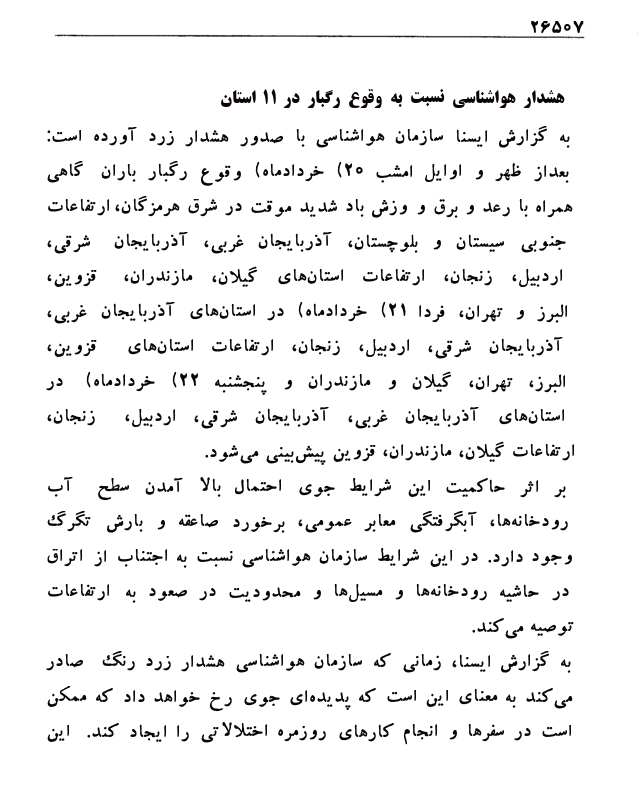 ۲۶۵۰۷
هشدار هواشناسی نسبت به وقوع رگبار در ۱۱ استان
به گزارش ایسنا سازمان هواشناسی با صدور هشدار زرد آورده است:
بعداز ظهر و اوایل امشب ۲۰) خردادماه) وقوع رگبار باران گاهی
همراه با رعد و برق و وزش باد شدید موقت در شرق هرمزگان، ارتفاعات
جنوبی سیستان و بلوچستان، آذربایجان غربی، آذربایجان شرقی،
اردبیل، زنجان، ارتفاعات استان‌های گیلان، مازندران، قزوین،
البرز و تهران، فردا ۲۱) خردادماه) در استان‌های آذربایجان غربی،
آذربایجان شرقی، اردبیل، زنجان، ارتفاعات استان‌های قزوین،
البرز، تهران، گیلان و مازندران و پنجشنبه ۲۲) خردادماه) در
استان‌های آذربایجان غربی، آذربایجان شرقی، اردبیل، زنجان،
ارتفاعات گیلان، مازندران، قزوین پیش‌بینی می‌شود.
بر اثر حاکمیت این شرایط جوی احتمال بالا آمدن سطح آب
رودخانه‌ها، آبگرفتگی معابر عمومی، برخورد صاعقه و بارش تگرگ
وجود دارد. در این شرایط سازمان هواشناسی نسبت به اجتناب از اتراق
در حاشیه رودخانه‌ها و مسیل‌ها و محدودیت در صعود به ارتفاعات
توصیه می‌کند.
به گزارش ایسنا، زمانی که سازمان هواشناسی هشدار زرد رنگ صادر
می‌کند به معنای این است که پدیده‌ای جوی رخ خواهد داد که ممکن
است در سفرها و انجام کارهای روزمره اختلالاتی را ایجاد کند. این